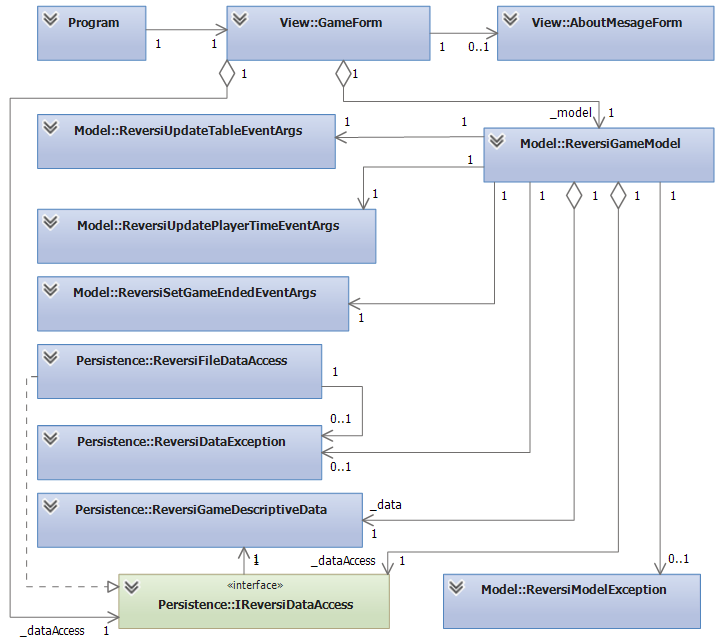 Program
1
1
View::GameForm
1
0..1
View::AboutMesageForm
1
1
_model
1
Model::ReversiUpdateTableEventArgs
1
1
Model::ReversiGameModel
1
1
1
1
1
1
1
Model::ReversiUpdatePlayerTimeEventArgs
Model::ReversiSetGameEndedEventArgs
1
Persistence::ReversiFileDataAccess
1
0..1
Persistence::ReversiDataException
0..1
Persistence::ReversiGameDescriptiveData
_data
1
1
_dataAccess
1
0..1
«interface»
Persistence::IReversiDataAccess
Model::ReversiModelException
_dataAccess
1